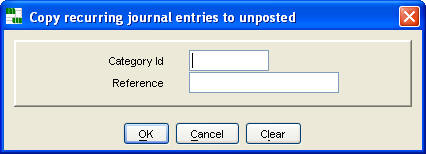 Copy recurring journal entries to unposted
Category Id
Reference
OK Cancel Clear